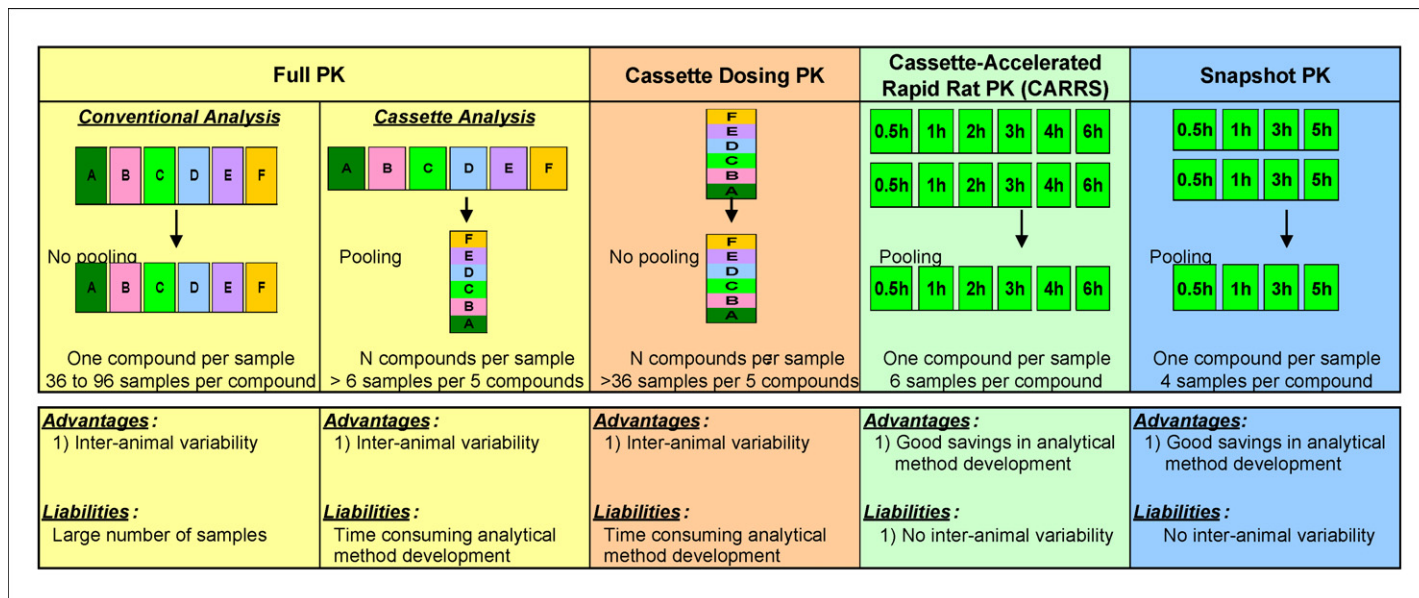 Full PK
Conventional Analysis
A B C D E F
No pooling
A B C D E F
One compound per sample
36 to 96 samples per compound
Cassette Analysis
A B C D E F
Pooling
F
E
D
C
B
A
N compounds per sample
> 6 samples per 5 compounds
Cassette Dosing PK
F
E
D
C
B
A
No pooling
F
E
D
C
B
A
N compounds per sample
>36 samples per 5 compounds
Cassette-Accelerated
Rapid Rat PK (CARRS)
0.5h 1h 2h 3h 4h 6h
0.5h 1h 2h 3h 4h 6h
Pooling
0.5h 1h 2h 3h 4h 6h
One compound per sample
6 samples per compound
Snapshot PK
0.5h 1h 3h 5h
0.5h 1h 3h 5h
Pooling
0.5h 1h 3h 5h
One compound per sample
4 samples per compound
Advantages:
1) Inter-animal variability
Liabilities:
Large number of samples
Advantages:
1) Inter-animal variability
Liabilities:
Time consuming analytical
method development
Advantages:
1) Inter-animal variability
Liabilities:
Time consuming analytical
method development
Advantages:
1) Good savings in analytical
method development
Liabilities:
1) No inter-animal variability
Advantages:
1) Good savings in analytical
method development
Liabilities:
No inter-animal variability